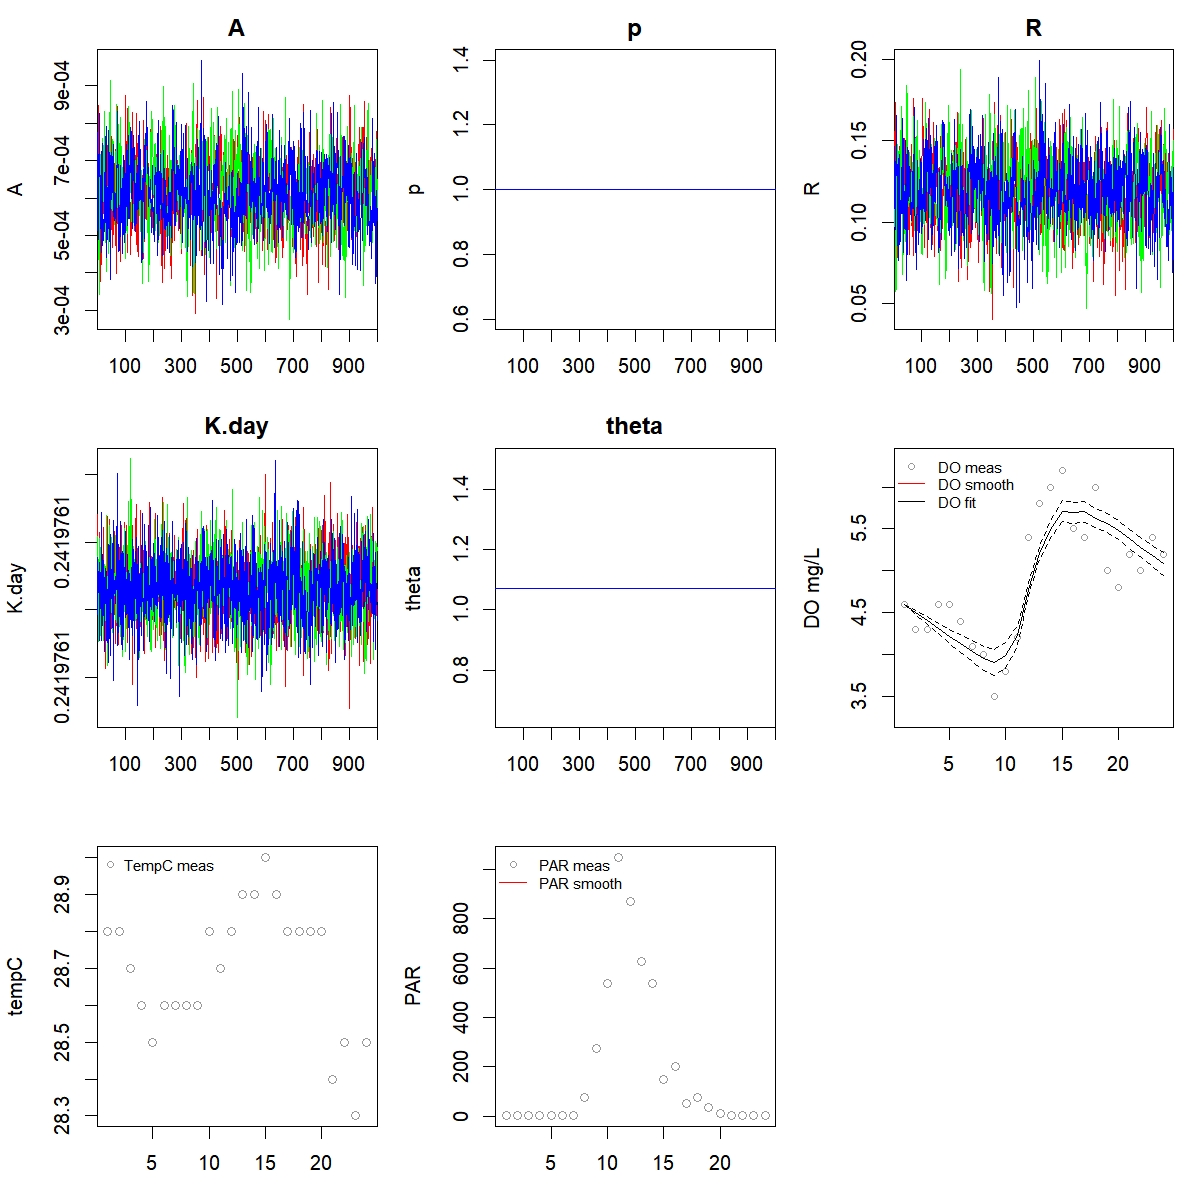 A
p
R
A
3e-04 5e-04 7e-04 9e-04
100 300 500 700 900
p
0.6 0.8 1.0 1.2 1.4
100 300 500 700 900
R
0.05 0.10 0.15 0.20
100 300 500 700 900
K.day
theta
K.day
0.2419761 0.2419761
100 300 500 700 900
theta
0.8 1.0 1.2 1.4
100 300 500 700 900
DO mg/L
3.5 4.5 5.5
DO meas
DO smooth
DO fit
5 10 15 20
tempC
28.3 28.5 28.7 28.9
TempC meas
5 10 15 20
PAR
0 200 400 600 800
PAR meas
PAR smooth
5 10 15 20